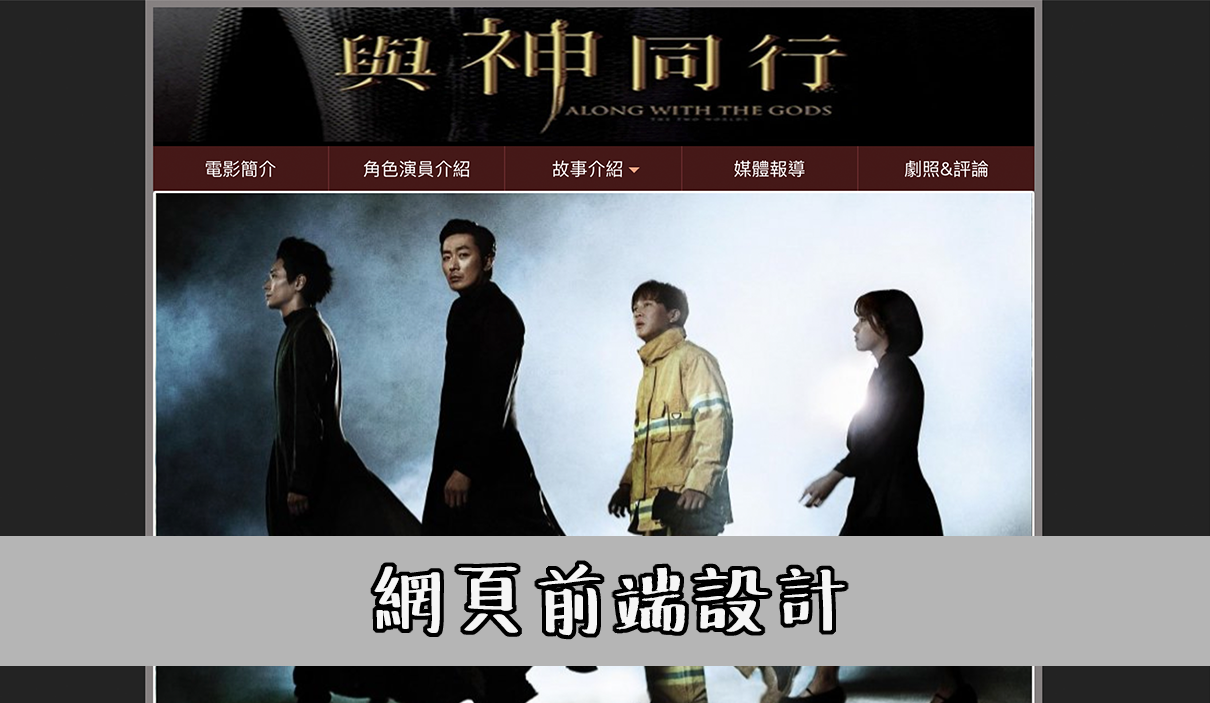 與神同行
ALONG WITH THE GODS
THE TWO WORLDS
電影簡介 角色演員介紹 故事介紹 媒體報導 劇照&評論
網頁前端設計